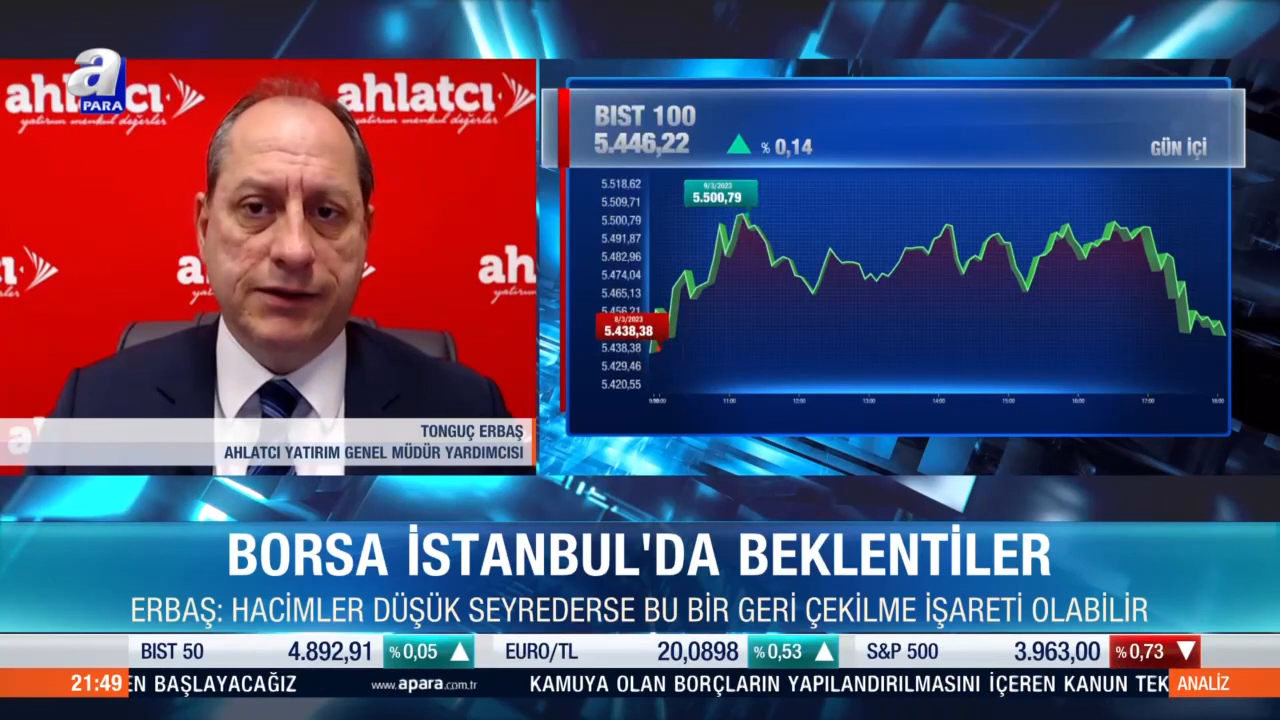 a
PARA
ahlatcı
yatırım menkul değerler
ahlatcı
yatırım menkul değerler
BIST 100
5.446,22
% 0,14
GÜN İÇİ
5.518,62
5.509,71
5.500,79
5.491,87
5.482,96
5.474,04
5.465,13
5.456,21
5.438,38
5.429,46
5.420,55
9/3/2023
5.500,79
8/3/2023
5.438,38
11:00
12:00
13:00
14:00
15:00
16:00
17:00
18:00
TONGUÇ ERBAŞ
AHLATCI YATIRIM GENEL MÜDÜR YARDIMCISI
BORSA İSTANBUL'DA BEKLENTİLER
ERBAŞ: HACİMLER DÜŞÜK SEYREDERSE BU BİR GERİ ÇEKİLME İŞARETİ OLABİLİR
BIST 50 4.892,91 % 0,05 EURO/TL 20,0898 % 0,53 S&P 500 3.963,00 % 0,73
21:49 EN BAŞLAYACAĞIZ www.apara.com.tr KAMUYA OLAN BORÇLARIN YAPILANDIRILMASINI İÇEREN KANUN TEK ANALİZ